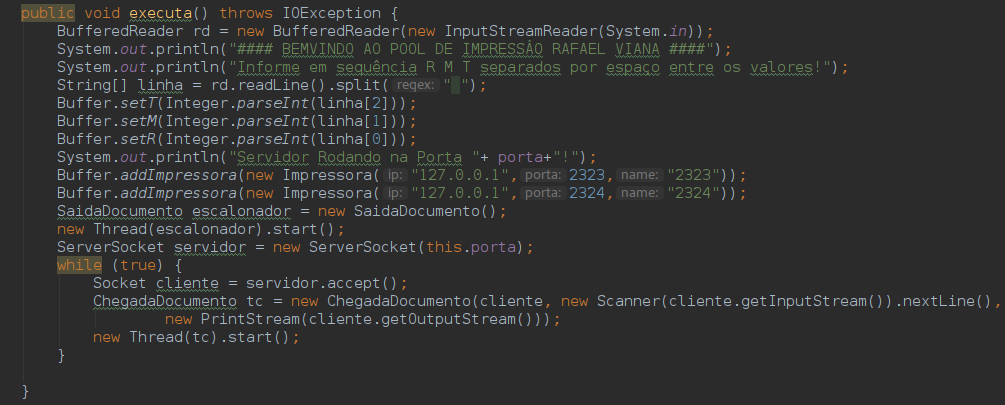 public void executa() throws IOException {
BufferedReader rd = new BufferedReader(new InputStreamReader(System.in));
System.out.println("#### BEMVINDO AO POOL DE IMPRESSÃO RAFAEL VIANA ####");
System.out.println("Informe em sequência R M T separados por espaço entre os valores!");
String[] linha = rd.readLine().split( regex: " ");
Buffer.setT(Integer.parseInt(linha[2]));
Buffer.setM(Integer.parseInt(linha[1]));
Buffer.setR(Integer.parseInt(linha[0]));
System.out.println("Servidor Rodando na Porta "+ porta+"!");
Buffer.addImpressora(new Impressora( ip: "127.0.0.1", porta: 2323, name: "2323"));
Buffer.addImpressora(new Impressora( ip: "127.0.0.1", porta: 2324, name: "2324"));
SaidaDocumento escalonador = new SaidaDocumento();
new Thread(escalonador).start();
ServerSocket servidor = new ServerSocket(this.porta);
while (true) {
Socket cliente = servidor.accept();
ChegadaDocumento tc = new ChegadaDocumento(cliente, new Scanner(cliente.getInputStream()).nextLine(),
new PrintStream(cliente.getOutputStream()));
new Thread(tc).start();
}
}